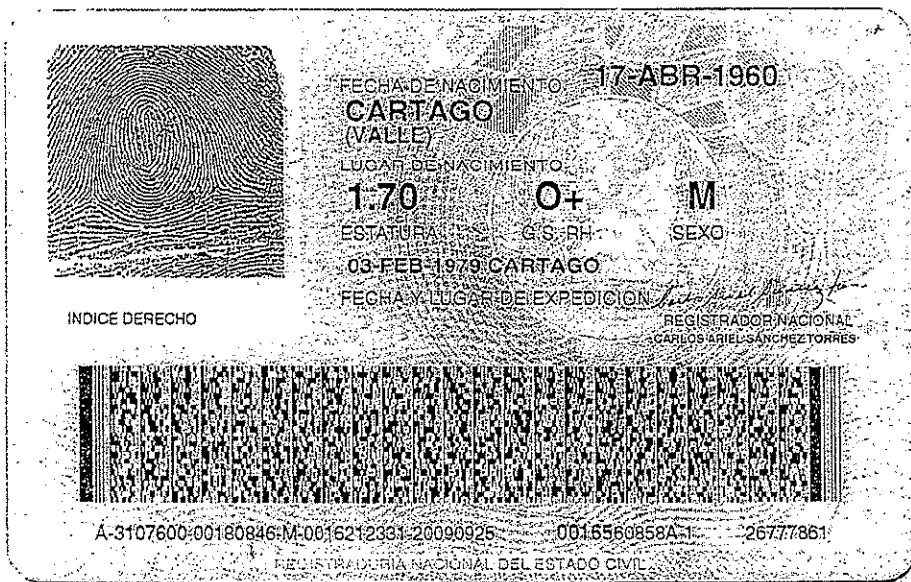 FECHA DE NACIMIENTO 17-ABR-1960
CARTAGO
(VALLE)
LUGAR DE NACIMIENTO
1.70 O+ M
ESTATURA G.S. RH SEXO
03-FEB-1979 CARTAGO
FECHA Y LUGAR DE EXPEDICION
INDICE DERECHO
REGISTRADOR NACIONAL
CARLOS ARIEL SANCHEZ TORRES
A-3107600-00180846-M-0016212331-20090925 0016560858A 1 26777861
REGISTRADURIA NACIONAL DEL ESTADO CIVIL